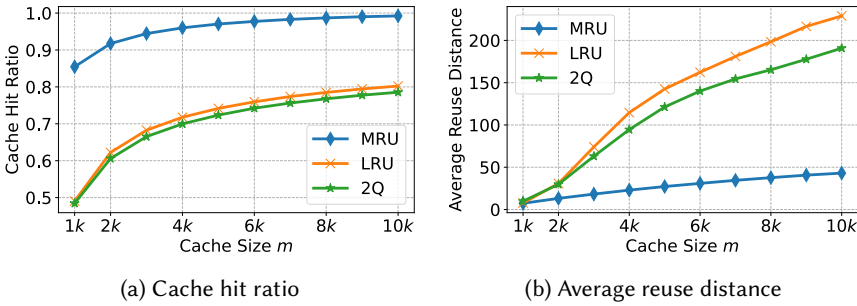 1.0
0.9
0.8
0.7
0.6
0.5
Cache Hit Ratio
MRU
LRU
2Q
1k 2k 4k 6k 8k 10k
Cache Size m
(a) Cache hit ratio
200
150
100
50
0
Average Reuse Distance
MRU
LRU
2Q
1k 2k 4k 6k 8k 10k
Cache Size m
(b) Average reuse distance